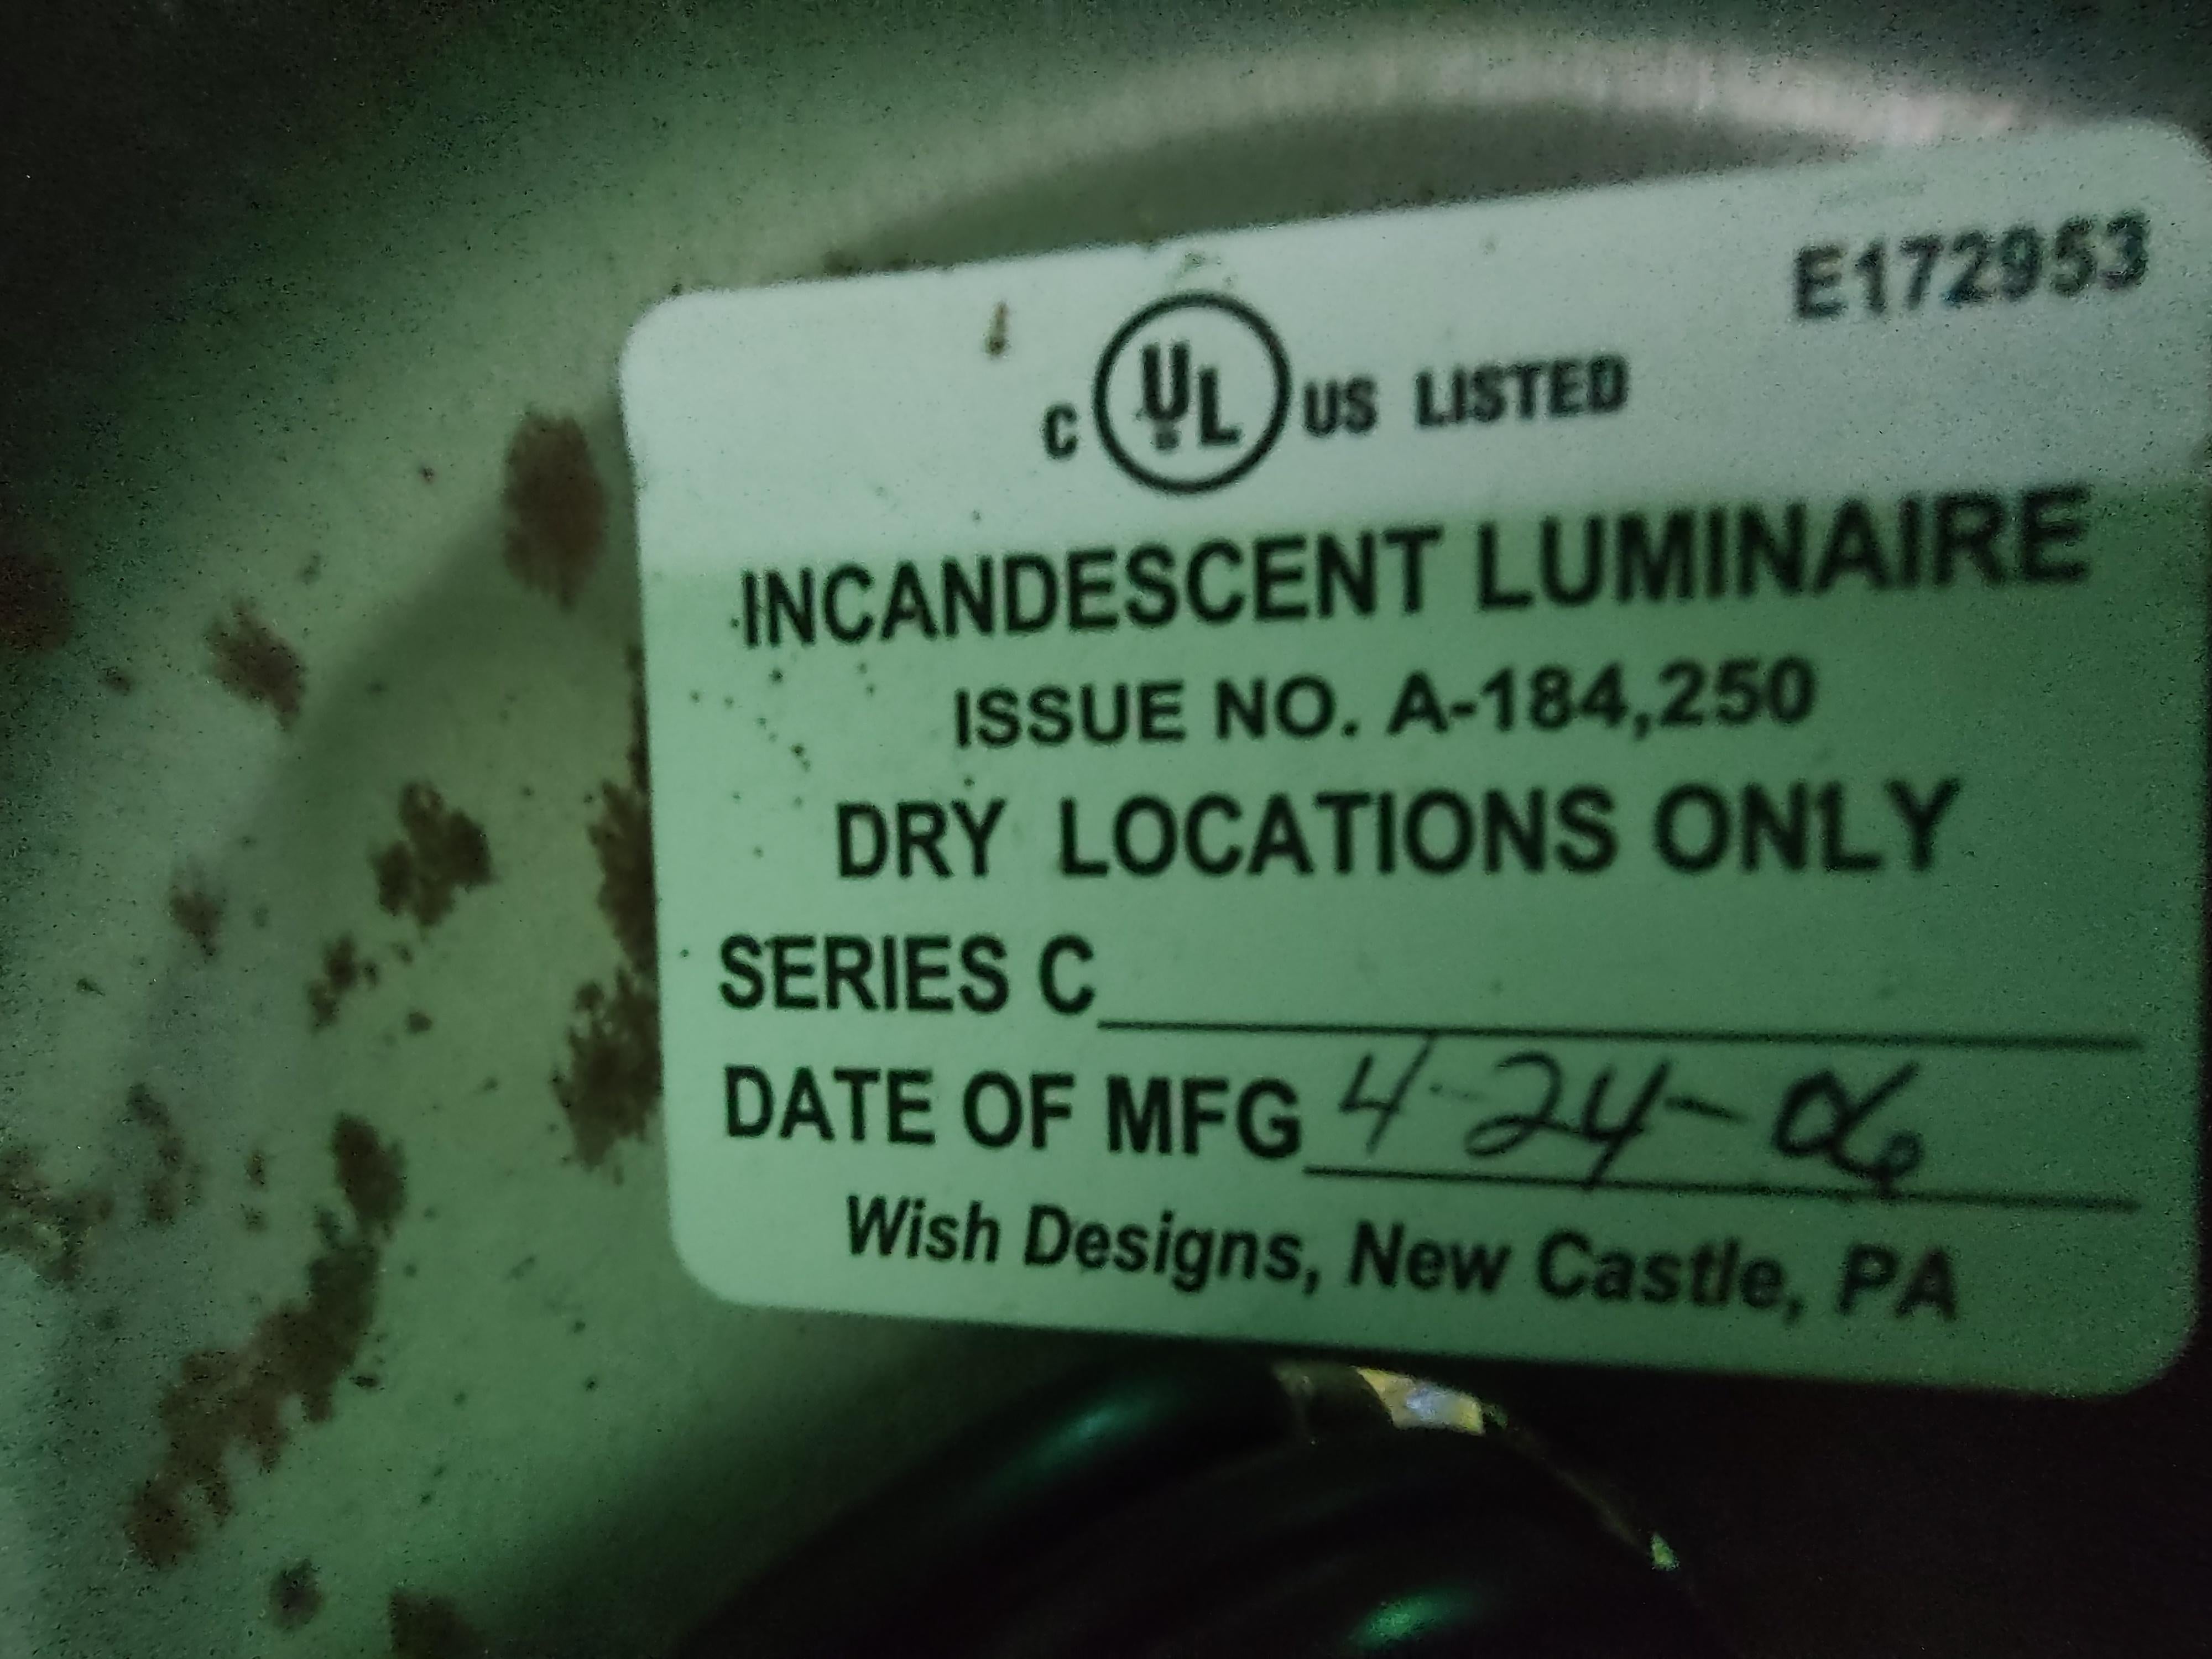 E172953
C UL US LISTED
INCANDESCENT LUMINAIRE
ISSUE NO. A-184,250
DRY LOCATIONS ONLY
SERIES C
DATE OF MFG 4-24-06
Wish Designs, New Castle, PA